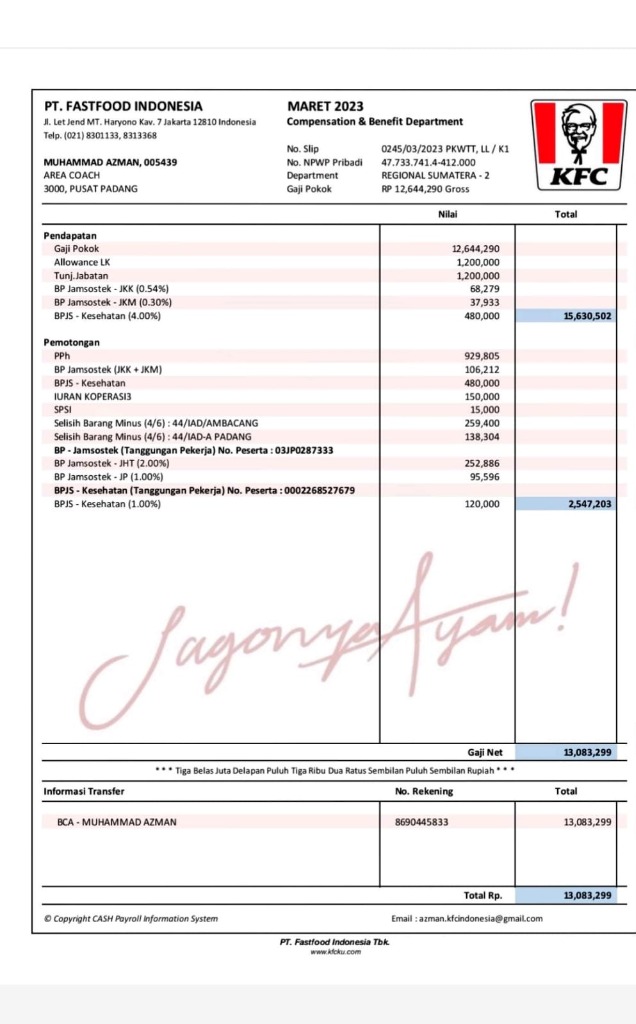 PT. FASTFOOD INDONESIA
Jl. Let Jend MT. Haryono Kav. 7 Jakarta 12810 Indonesia
Telp. (021) 8301133, 8313368
MUHAMMAD AZMAN, 005439
AREA COACH
3000, PUSAT PADANG
MARET 2023
Compensation & Benefit Department
No. Slip 0245/03/2023 PKWTT, LL / K1
No. NPWP Pribadi 47.733.741.4-412.000
Department REGIONAL SUMATERA - 2
Gaji Pokok RP 12,644,290 Gross
KFC
Nilai Total
Pendapatan
Gaji Pokok 12,644,290
Allowance LK 1,200,000
Tunj.Jabatan 1,200,000
BP Jamsostek - JKK (0.54%) 68,279
BP Jamsostek - JKM (0.30%) 37,933
BPJS - Kesehatan (4.00%) 480,000 15,630,502
Pemotongan
PPh 929,805
BP Jamsostek (JKK + JKM) 106,212
BPJS - Kesehatan 480,000
IURAN KOPERASI3 150,000
SPSI 15,000
Selisih Barang Minus (4/6) : 44/IAD/AMBACANG 259,400
Selisih Barang Minus (4/6) : 44/IAD-A PADANG 138,304
BP - Jamsostek (Tanggungan Pekerja) No. Peserta : 03JP0287333
BP Jamsostek - JHT (2.00%) 252,886
BP Jamsostek - JP (1.00%) 95,596
BPJS - Kesehatan (Tanggungan Pekerja) No. Peserta : 0002268527679
BPJS - Kesehatan (1.00%) 120,000 2,547,203
Jagonya Ayam!
Gaji Net 13,083,299
* * * Tiga Belas Juta Delapan Puluh Tiga Ribu Dua Ratus Sembilan Puluh Sembilan Rupiah * * *
Informasi Transfer No. Rekening Total
BCA - MUHAMMAD AZMAN 8690445833 13,083,299
Total Rp. 13,083,299
© Copyright CASH Payroll Information System Email : azman.kfcindonesia@gmail.com
PT. Fastfood Indonesia Tbk.
www.kfcku.com